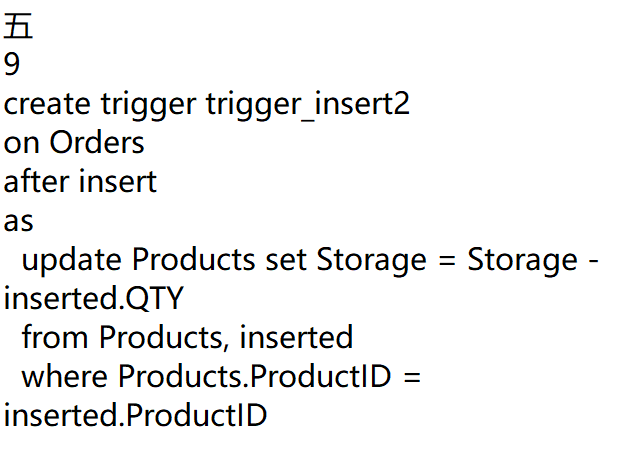 五
9
create trigger trigger_insert2
on Orders
after insert
as
  update Products set Storage = Storage -
inserted.QTY
  from Products, inserted
  where Products.ProductID =
inserted.ProductID